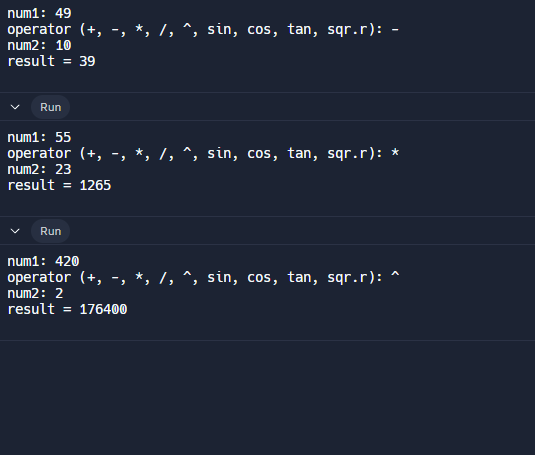 num1: 49
operator (+, -, *, /, ^, sin, cos, tan, sqr.r): -
num2: 10
result = 39
Run
num1: 55
operator (+, -, *, /, ^, sin, cos, tan, sqr.r): *
num2: 23
result = 1265
Run
num1: 420
operator (+, -, *, /, ^, sin, cos, tan, sqr.r): ^
num2: 2
result = 176400